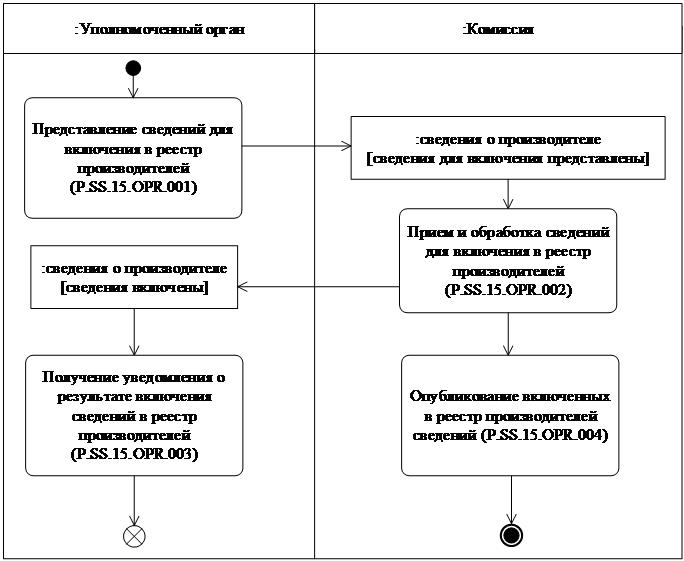 :Уполномоченный орган
:Комиссия
Представление сведений для
включения в реестр
производителей
(P.SS.15.OPR.001)
:сведения о производителе
[сведения для включения представлены]
Прием и обработка сведений
для включения в реестр
производителей
(P.SS.15.OPR.002)
:сведения о производителе
[сведения включены]
Получение уведомления о
результате включения
сведений в реестр
производителей
(P.SS.15.OPR.003)
Опубликование включенных
в реестр производителей
сведений (P.SS.15.OPR.004)